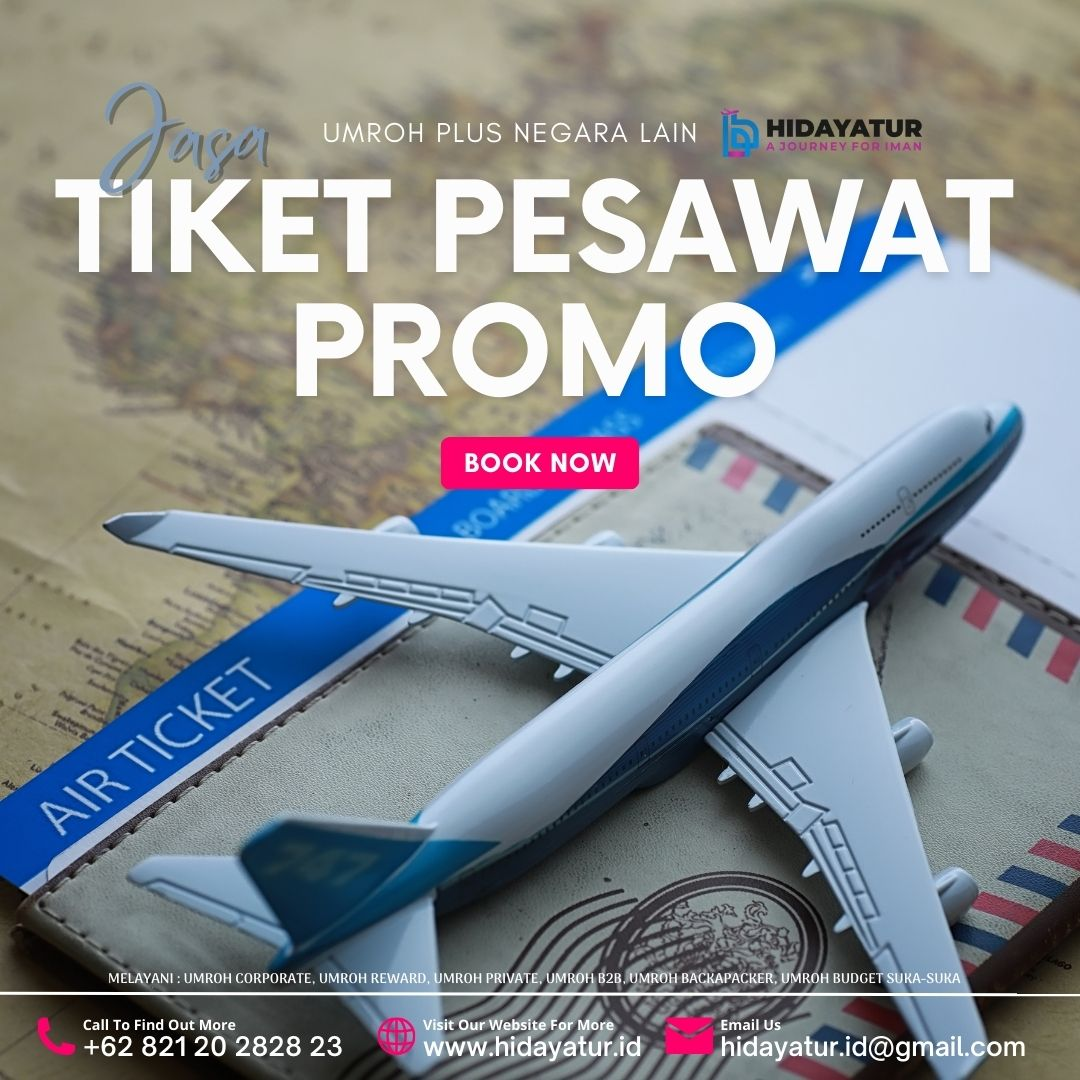 Jasa
UMROH PLUS NEGARA LAIN
HIDAYATUR
A JOURNEY FOR IMAN
TIKET PESAWAT
PROMO
BOOK NOW
AIR TICKET
MELAYANI : UMROH CORPORATE, UMROH REWARD, UMROH PRIVATE, UMROH B2B, UMROH BACKAPACKER, UMROH BUDGET SUKA-SUKA
Call To Find Out More
+62 821 20 2828 23
Visit Our Website For More
www.hidayatur.id
Email Us
hidayatur.id@gmail.com